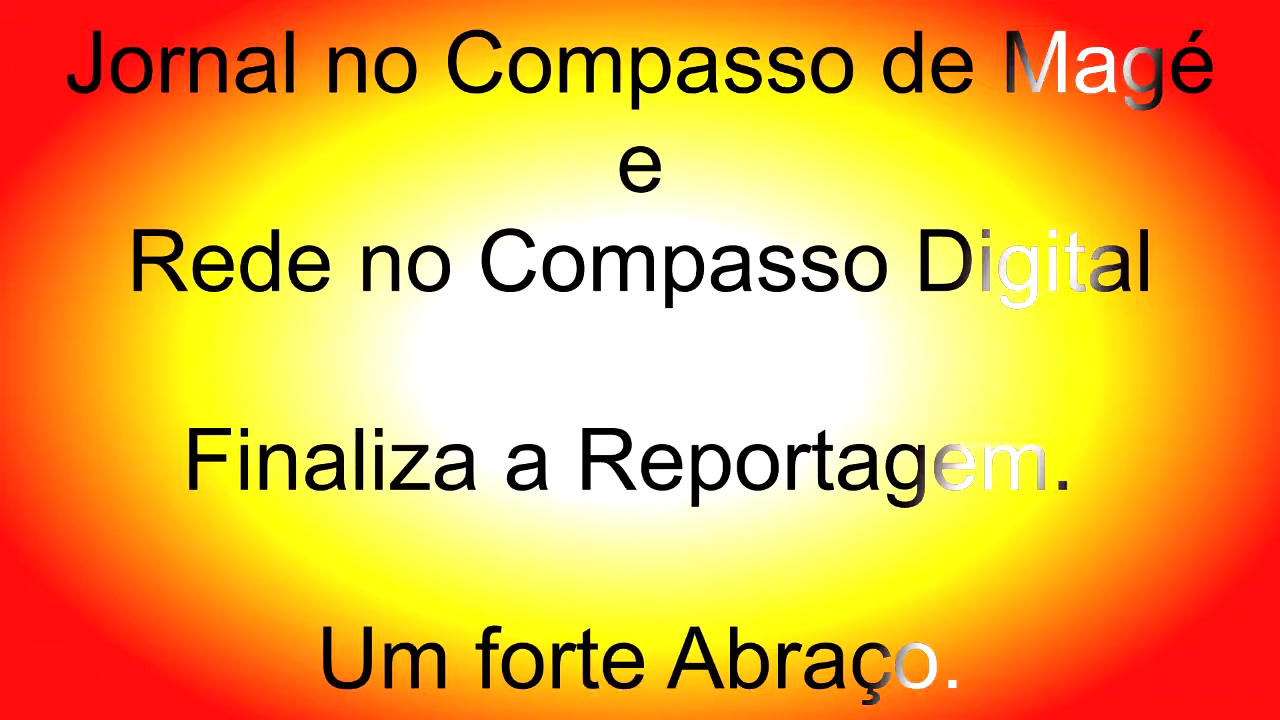 Jornal no Compasso de Magé
e
Rede no Compasso Digital
Finaliza a Reportagem.
Um forte Abraço.